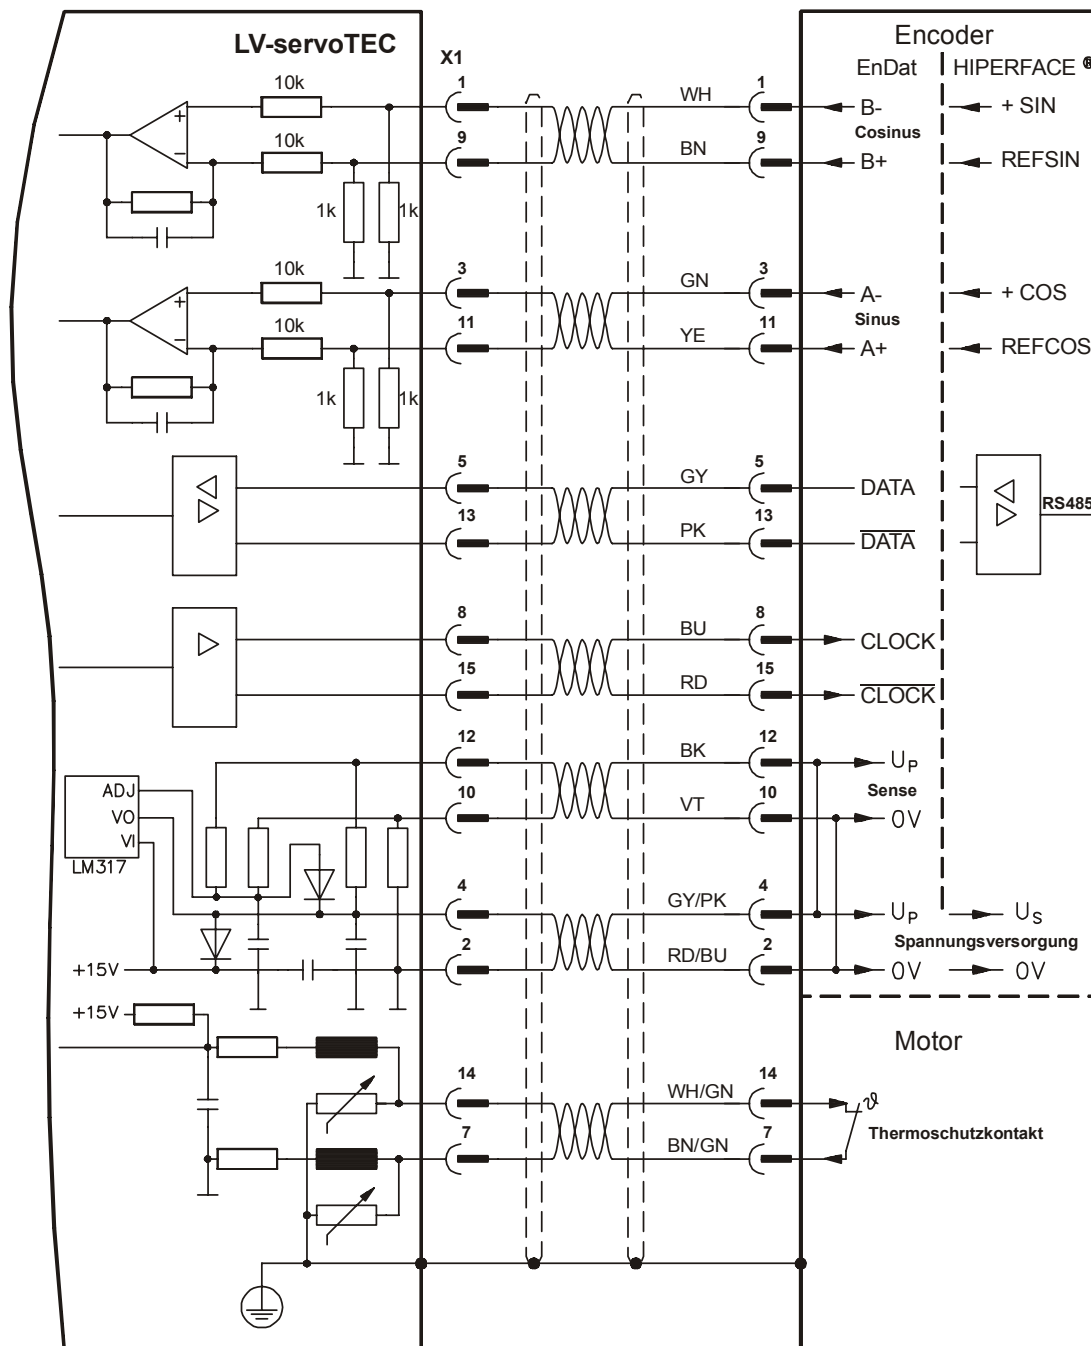 LV-servoTEC
X1
Encoder
EnDat
HIPERFACE ®
10k
1
WH
1
B-
+ SIN
Cosinus
10k
9
BN
9
B+
REFSIN
1k
1k
10k
3
GN
3
A-
+ COS
Sinus
10k
11
YE
11
A+
REFCOS
1k
1k
5
GY
5
DATA
RS485
13
PK
13
D̅A̅T̅A̅
8
BU
8
CLOCK
15
RD
15
C̅L̅O̅C̅K̅
12
BK
12
UP
Sense
ADJ
VO
VI
LM317
10
VT
10
0V
4
GY/PK
4
UP
US
Spannungsversorgung
+15V
2
RD/BU
2
0V
0V
+15V
Motor
14
WH/GN
14
ϑ
Thermoschutzkontakt
7
BN/GN
7